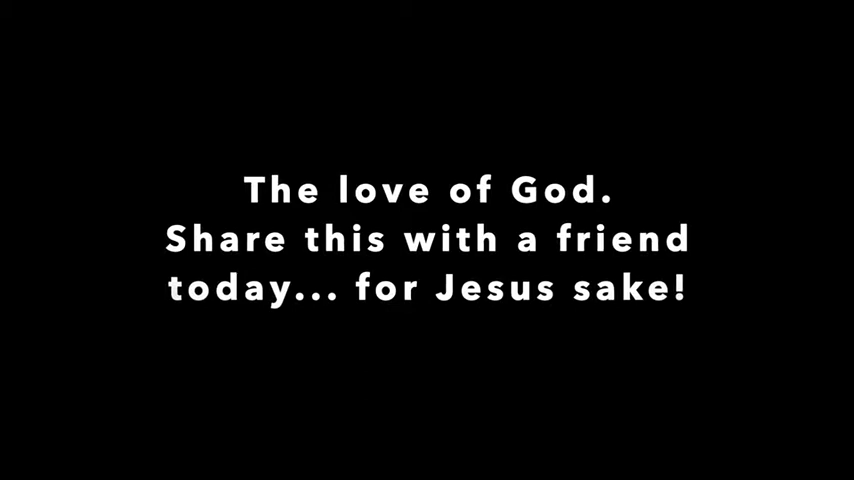 The love of God.
Share this with a friend
today... for Jesus sake!